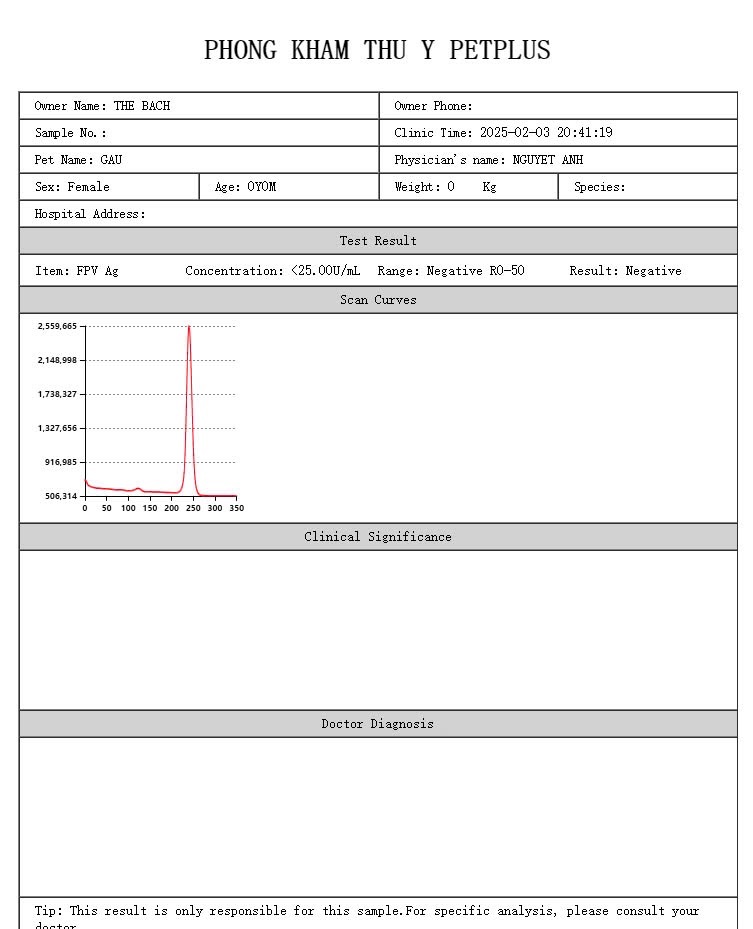 PHONG KHAM THU Y PETPLUS
Owner Name: THE BACH Owner Phone:
Sample No.: Clinic Time: 2025-02-03 20:41:19
Pet Name: GAU Physician's name: NGUYET ANH
Sex: Female Age: 0Y0M Weight: 0 Kg Species:
Hospital Address:
Test Result
Item: FPV Ag Concentration: <25.00U/mL Range: Negative R0-50 Result: Negative
Scan Curves
2,559,665
2,148,998
1,738,327
1,327,656
916,985
506,314
0 50 100 150 200 250 300 350
Clinical Significance
Doctor Diagnosis
Tip: This result is only responsible for this sample.For specific analysis, please consult your
doctor